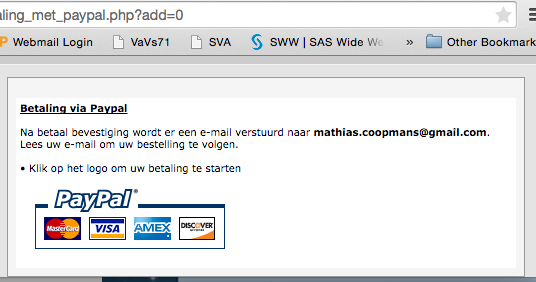 aling_met_paypal.php?add=0
Webmail Login VaVs71 SVA SWW | SAS Wide We » Other Bookmark
Betaling via Paypal
Na betaal bevestiging wordt er een e-mail verstuurd naar mathias.coopmans@gmail.com.
Lees uw e-mail om uw bestelling te volgen.
• Klik op het logo om uw betaling te starten
PayPal
MasterCard VISA AMEX DISCOVER